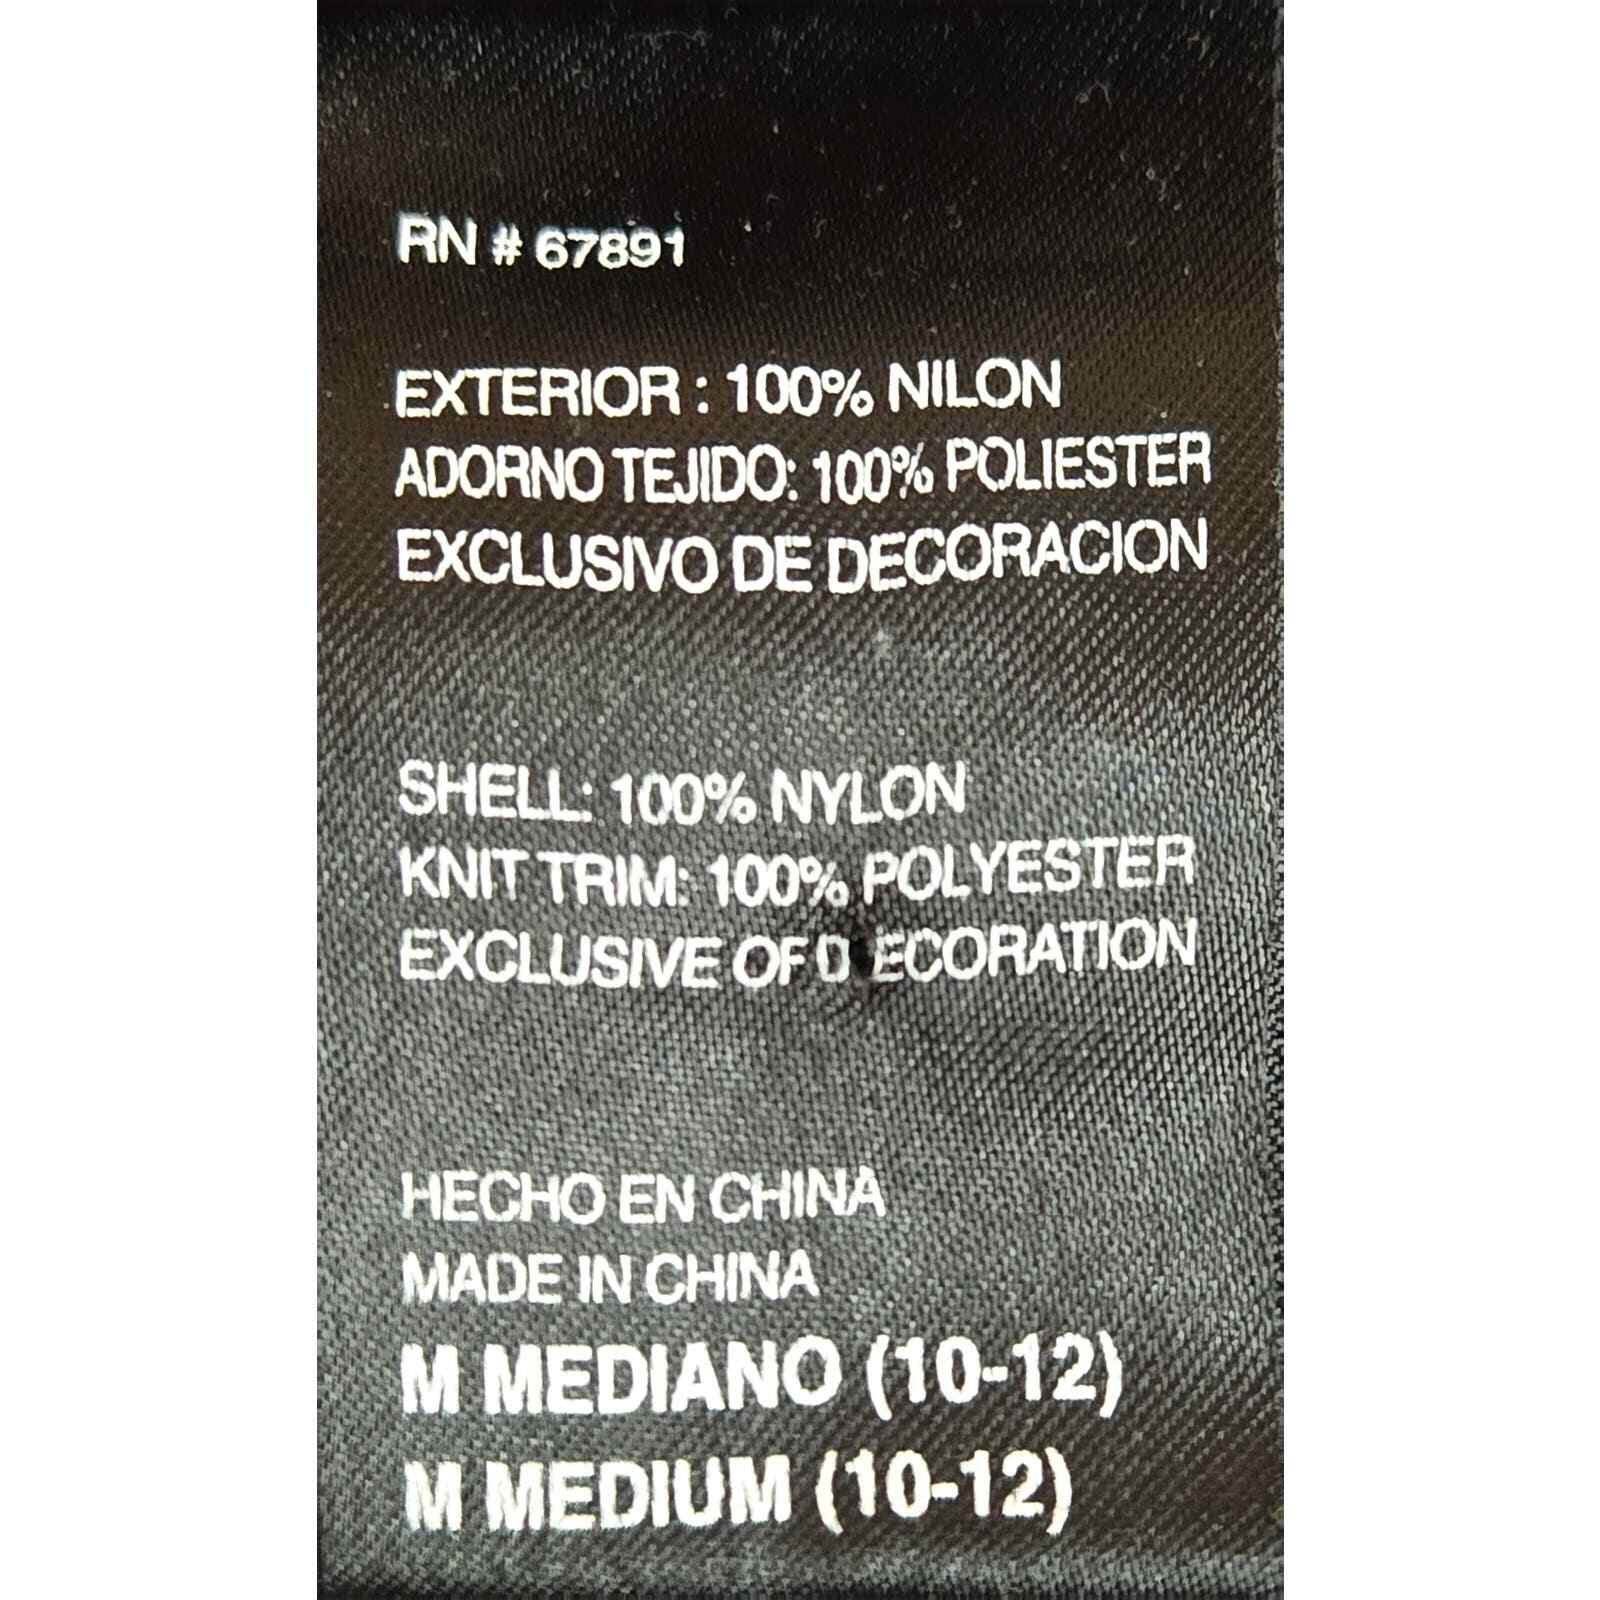 RN # 67891
EXTERIOR : 100% NILON
ADORNO TEJIDO: 100% POLIESTER
EXCLUSIVO DE DECORACION
SHELL: 100% NYLON
KNIT TRIM: 100% POLYESTER
EXCLUSIVE OF DECORATION
HECHO EN CHINA
MADE IN CHINA
M MEDIANO (10-12)
M MEDIUM (10-12)